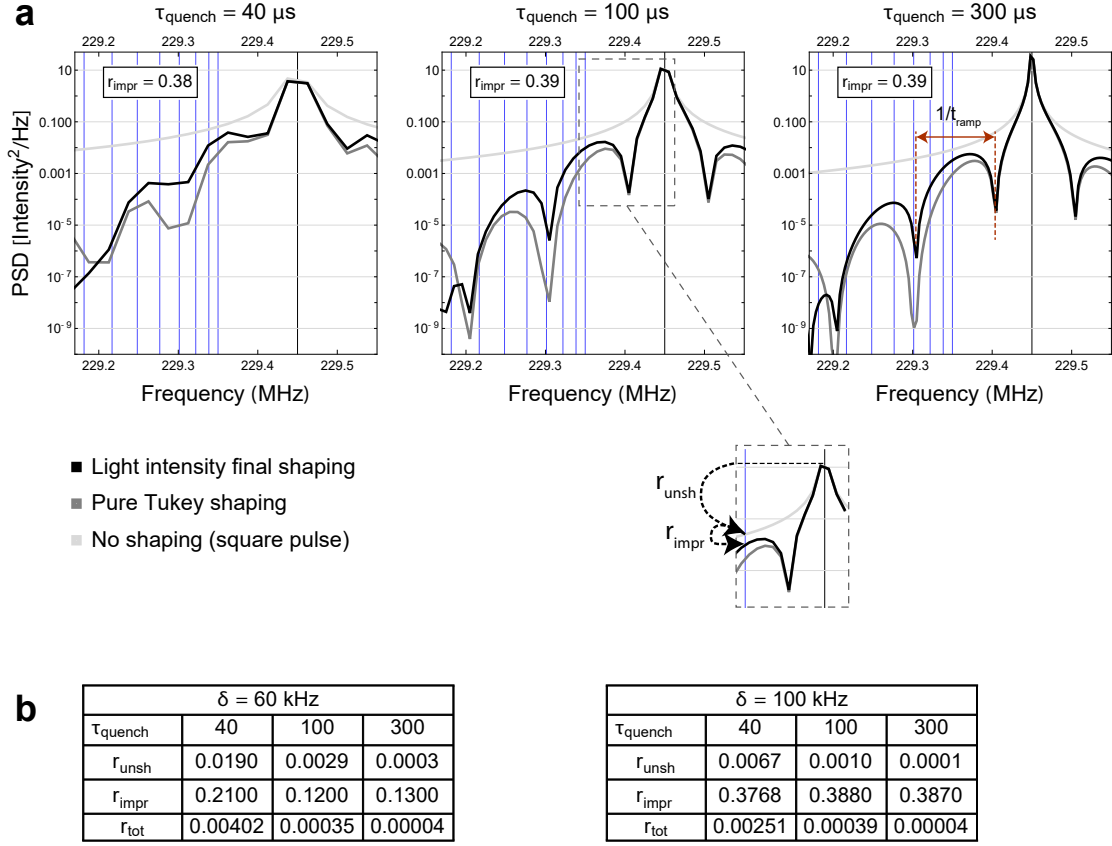 a
τquench = 40 μs
τquench = 100 μs
τquench = 300 μs
229.2 229.3 229.4 229.5
229.2 229.3 229.4 229.5
229.2 229.3 229.4 229.5
rimpr = 0.38
rimpr = 0.39
rimpr = 0.39
1/tramp
PSD [Intensity²/Hz]
10
0.100
0.001
10⁻⁵
10⁻⁷
10⁻⁹
10
0.100
0.001
10⁻⁵
10⁻⁷
10⁻⁹
10
0.100
0.001
10⁻⁵
10⁻⁷
10⁻⁹
229.2 229.3 229.4 229.5
229.2 229.3 229.4 229.5
229.2 229.3 229.4 229.5
Frequency (MHz)
Frequency (MHz)
Frequency (MHz)
Light intensity final shaping
Pure Tukey shaping
No shaping (square pulse)
runsh
rimpr
b
δ = 60 kHz
τquench 40 100 300
runsh 0.0190 0.0029 0.0003
rimpr 0.2100 0.1200 0.1300
rtot 0.00402 0.00035 0.00004
δ = 100 kHz
τquench 40 100 300
runsh 0.0067 0.0010 0.0001
rimpr 0.3768 0.3880 0.3870
rtot 0.00251 0.00039 0.00004